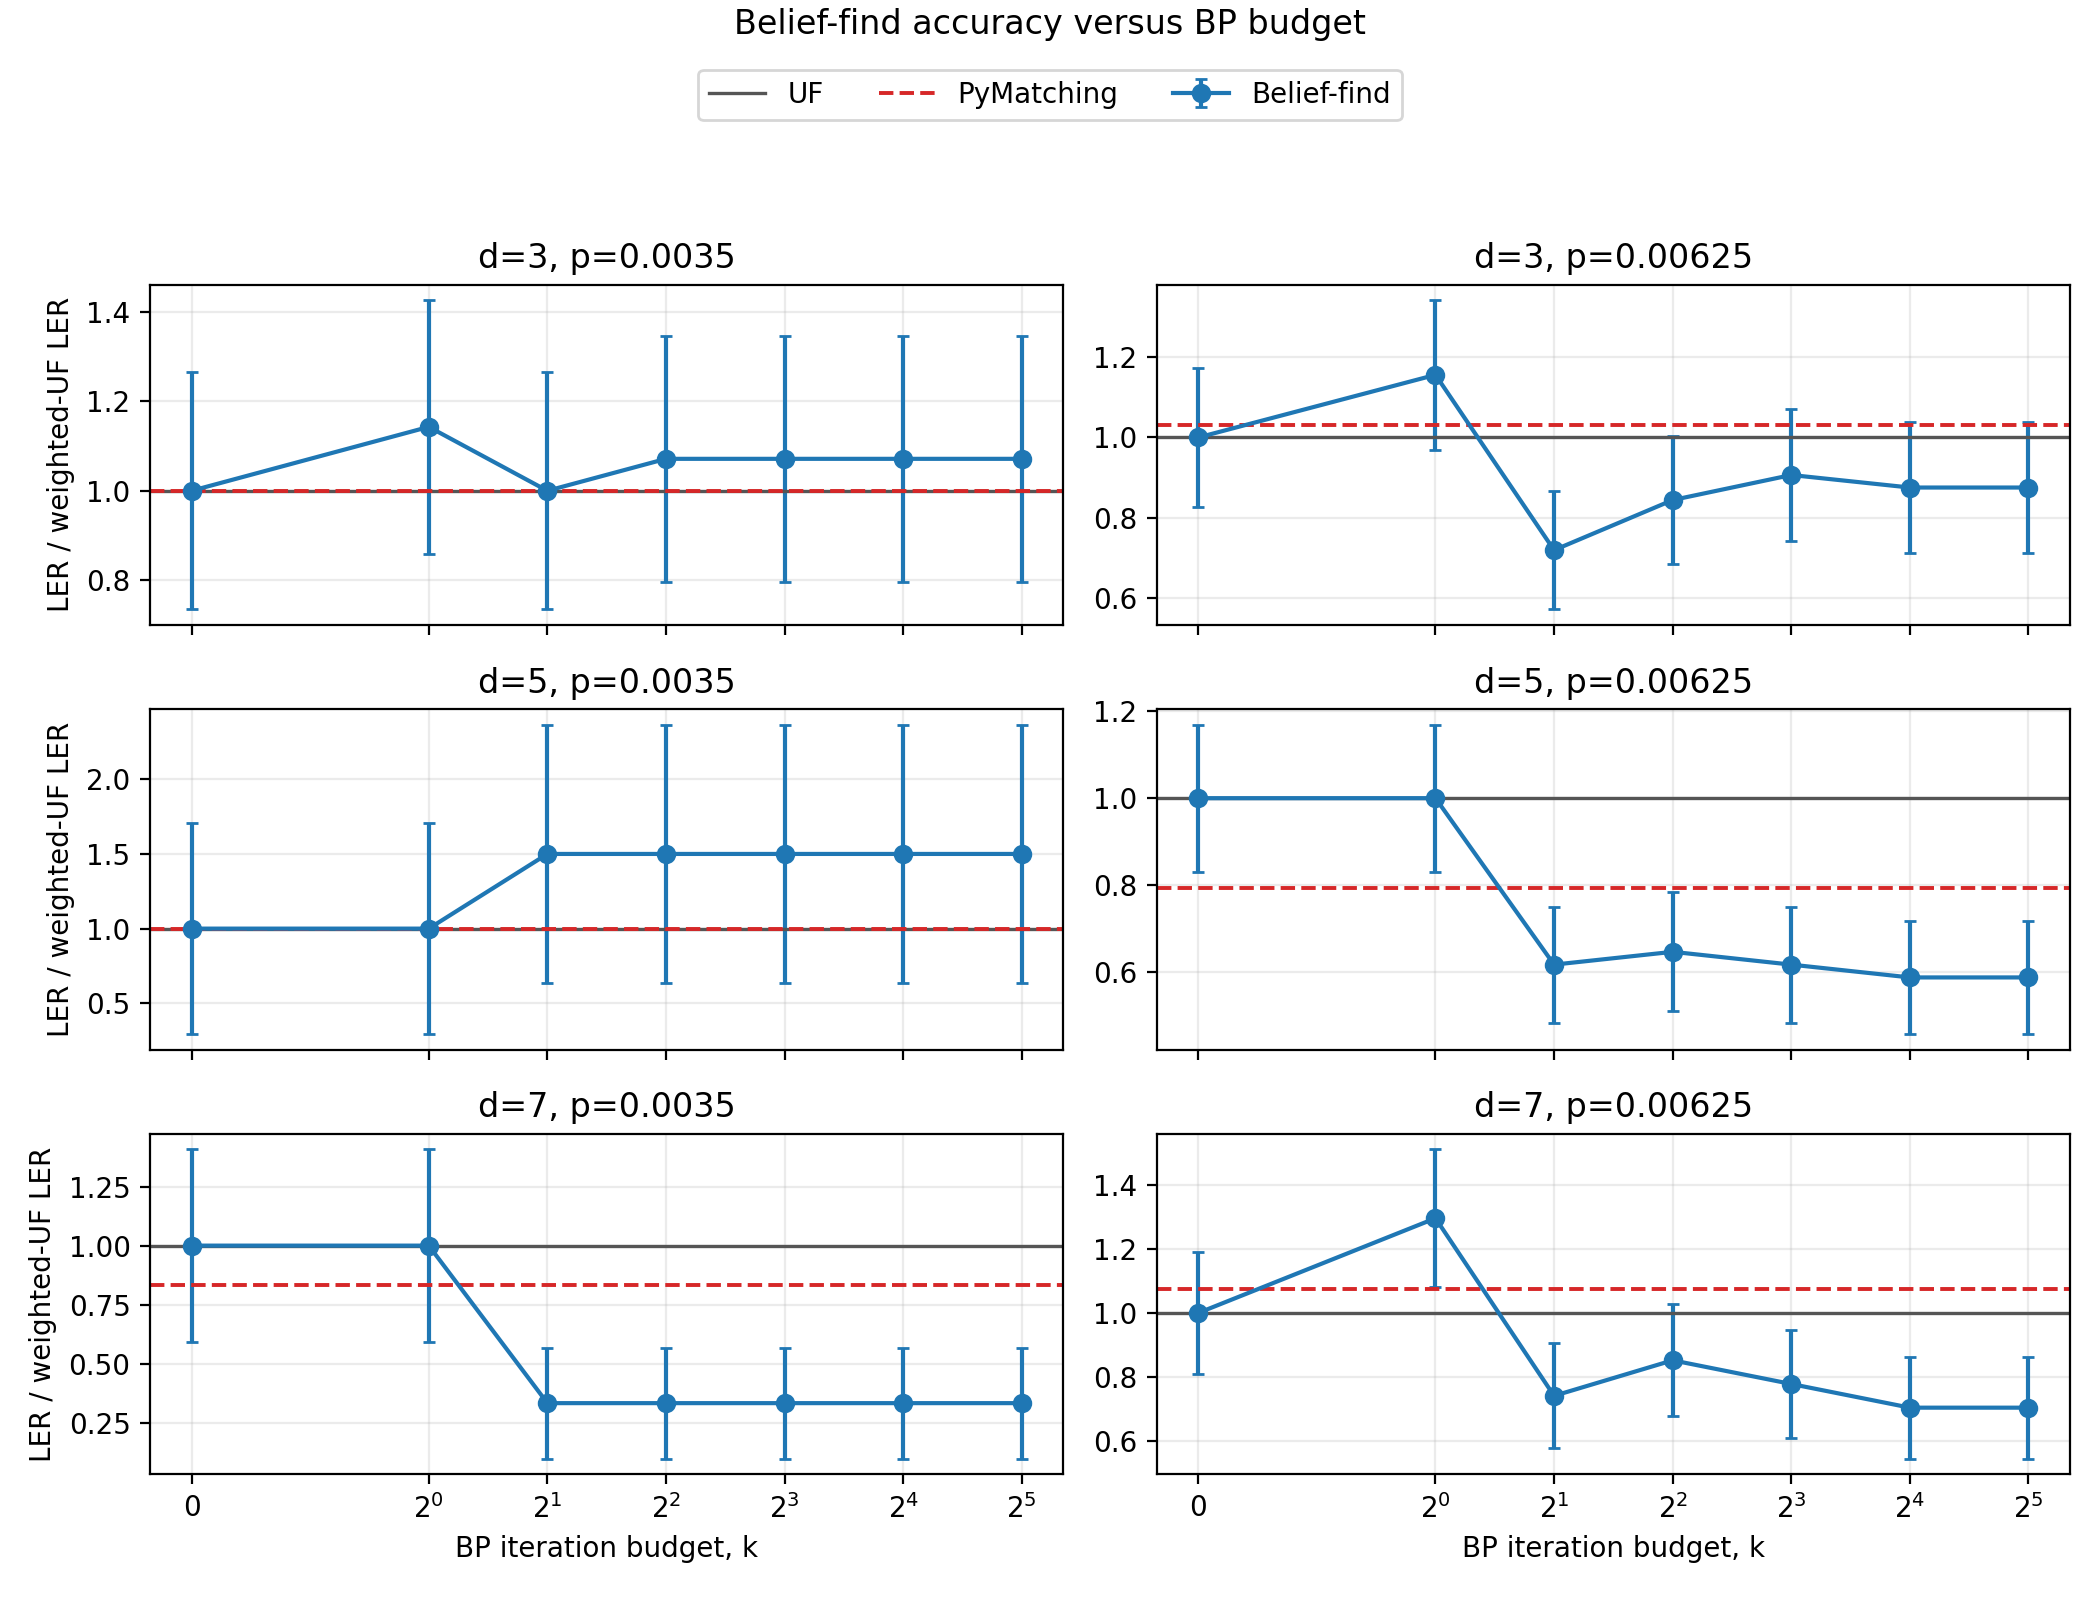 Belief-find accuracy versus BP budget
UF PyMatching Belief-find
d=3, p=0.0035 d=3, p=0.00625
LER / weighted-UF LER
1.4
1.2
1.0
0.8
1.2
1.0
0.8
0.6
d=5, p=0.0035 d=5, p=0.00625
LER / weighted-UF LER
2.0
1.5
1.0
0.5
1.2
1.0
0.8
0.6
d=7, p=0.0035 d=7, p=0.00625
LER / weighted-UF LER
1.25
1.00
0.75
0.50
0.25
1.4
1.2
1.0
0.8
0.6
0 2⁰ 2¹ 2² 2³ 2⁴ 2⁵
0 2⁰ 2¹ 2² 2³ 2⁴ 2⁵
BP iteration budget, k BP iteration budget, k